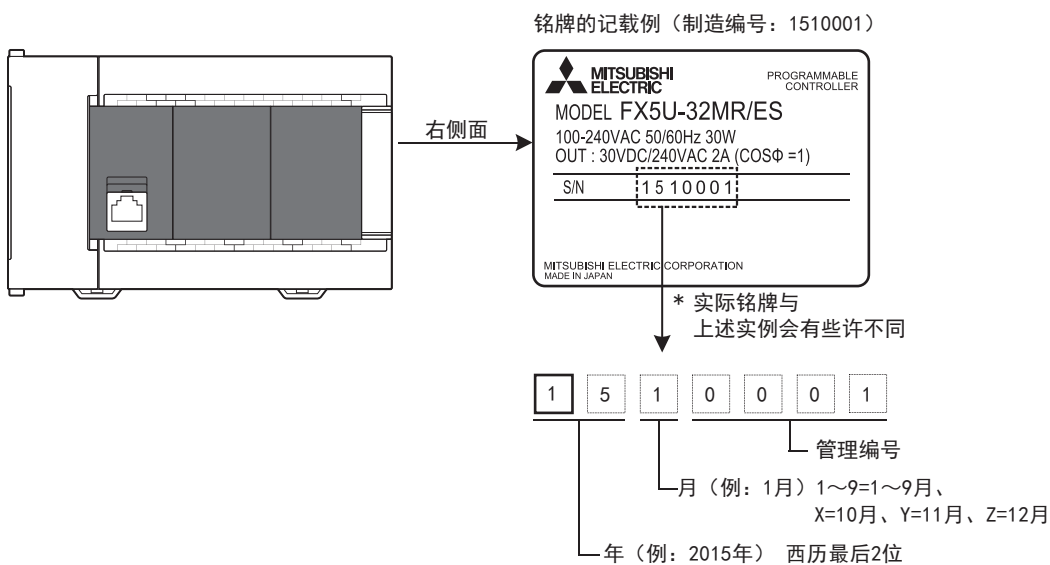 铭牌的记载例（制造编号：1510001）
MITSUBISHI
ELECTRIC
PROGRAMMABLE
CONTROLLER
MODEL FX5U-32MR/ES
100-240VAC 50/60Hz 30W
OUT : 30VDC/240VAC 2A (COSΦ =1)
S/N 1510001
MITSUBISHI ELECTRIC CORPORATION
MADE IN JAPAN
右侧面
* 实际铭牌与
上述实例会有些许不同
1 5 1 0 0 0 1
管理编号
月（例：1月）1～9=1～9月、
X=10月、Y=11月、Z=12月
年（例：2015年） 西历最后2位